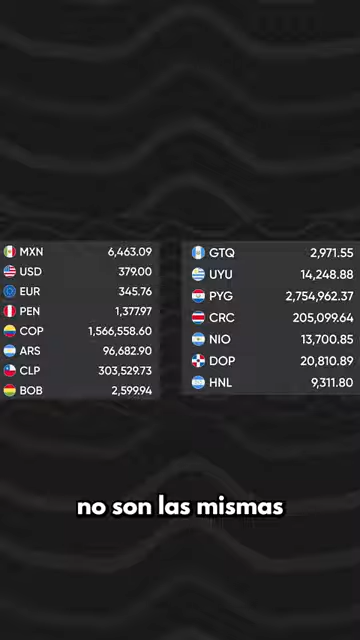 MXN 6,463.09
USD 379.00
EUR 345.76
PEN 1,377.97
COP 1,566,558.60
ARS 96,682.90
CLP 303,529.73
BOB 2,599.94
GTQ 2,971.55
UYU 14,248.88
PYG 2,754,962.37
CRC 205,099.64
NIO 13,700.85
DOP 20,810.89
HNL 9,311.80
no son las mismas